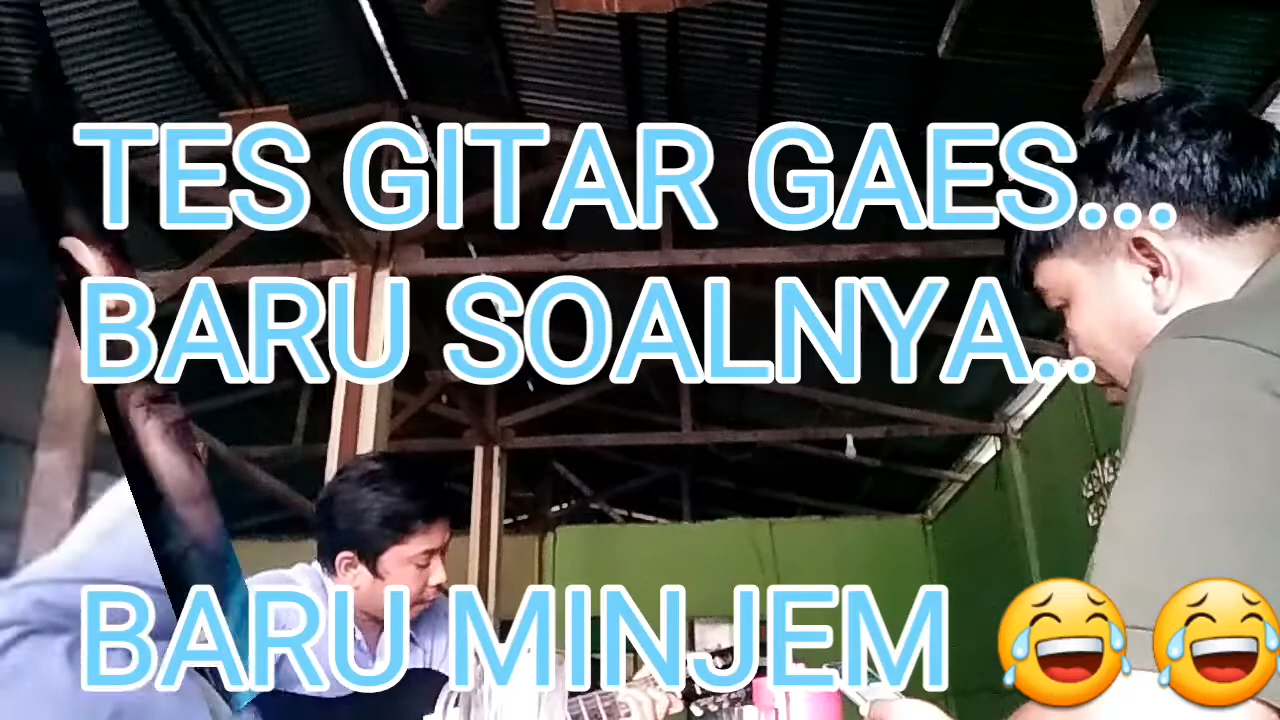 TES GITAR GAES...
BARU SOALNYA..
BARU MINJEM 😂😂